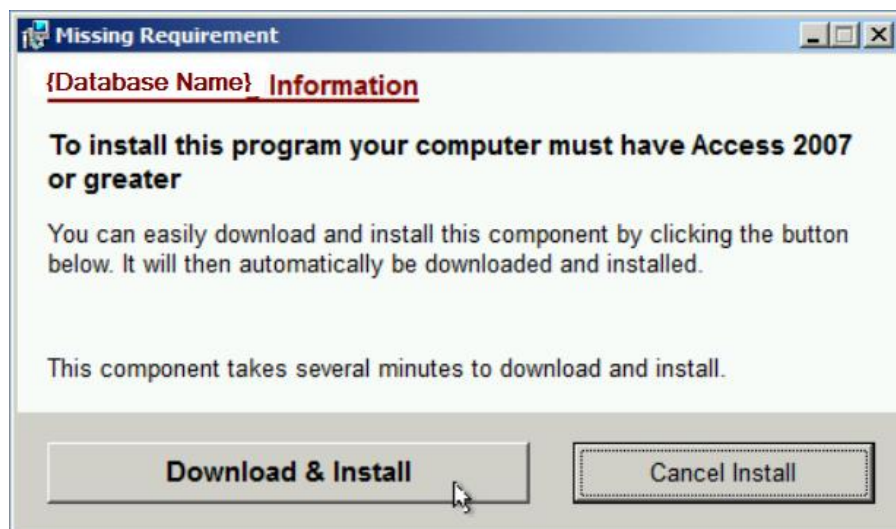 Missing Requirement
{Database Name} Information
To install this program your computer must have Access 2007
or greater
You can easily download and install this component by clicking the button
below. It will then automatically be downloaded and installed.
This component takes several minutes to download and install.
Download & Install
Cancel Install